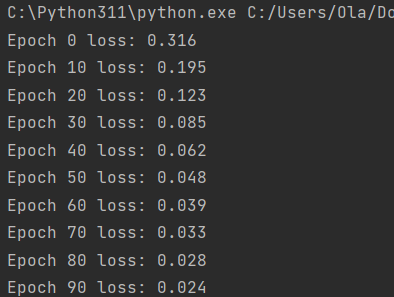 C:\Python311\python.exe C:/Users/Ola/Do
Epoch 0 loss: 0.316
Epoch 10 loss: 0.195
Epoch 20 loss: 0.123
Epoch 30 loss: 0.085
Epoch 40 loss: 0.062
Epoch 50 loss: 0.048
Epoch 60 loss: 0.039
Epoch 70 loss: 0.033
Epoch 80 loss: 0.028
Epoch 90 loss: 0.024